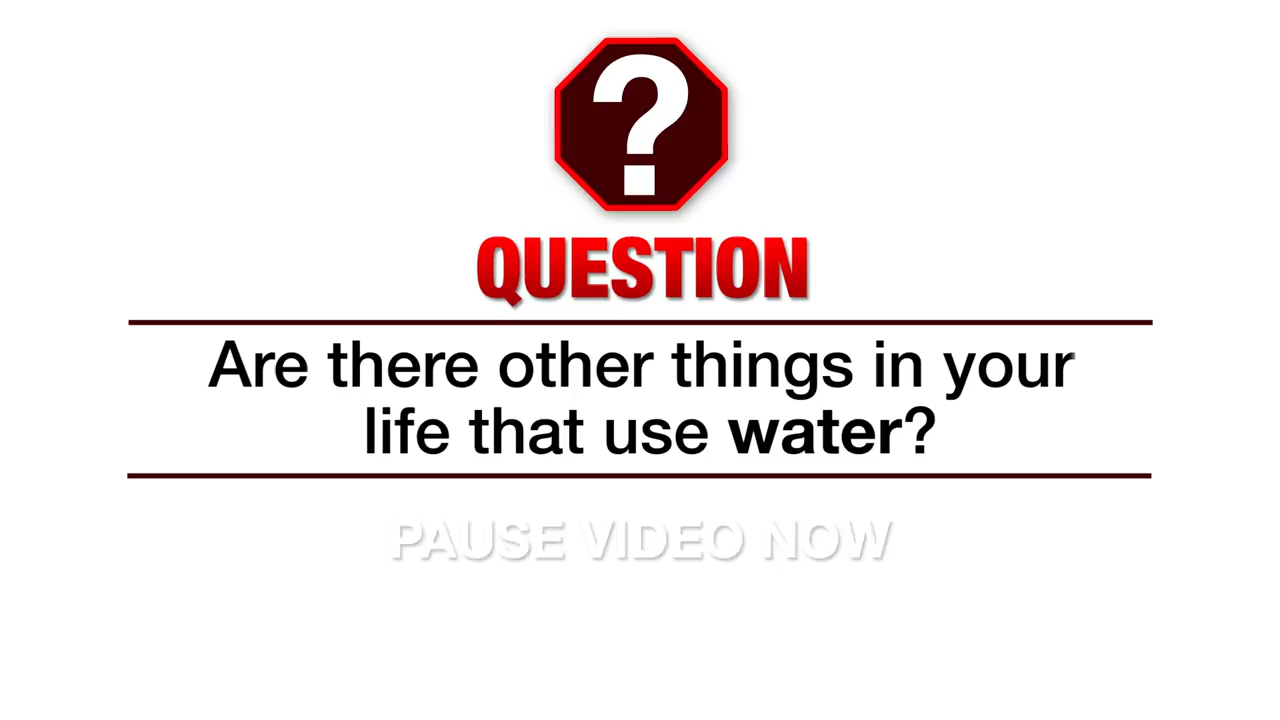 ?
QUESTION
Are there other things in your
life that use water?
PAUSE VIDEO NOW